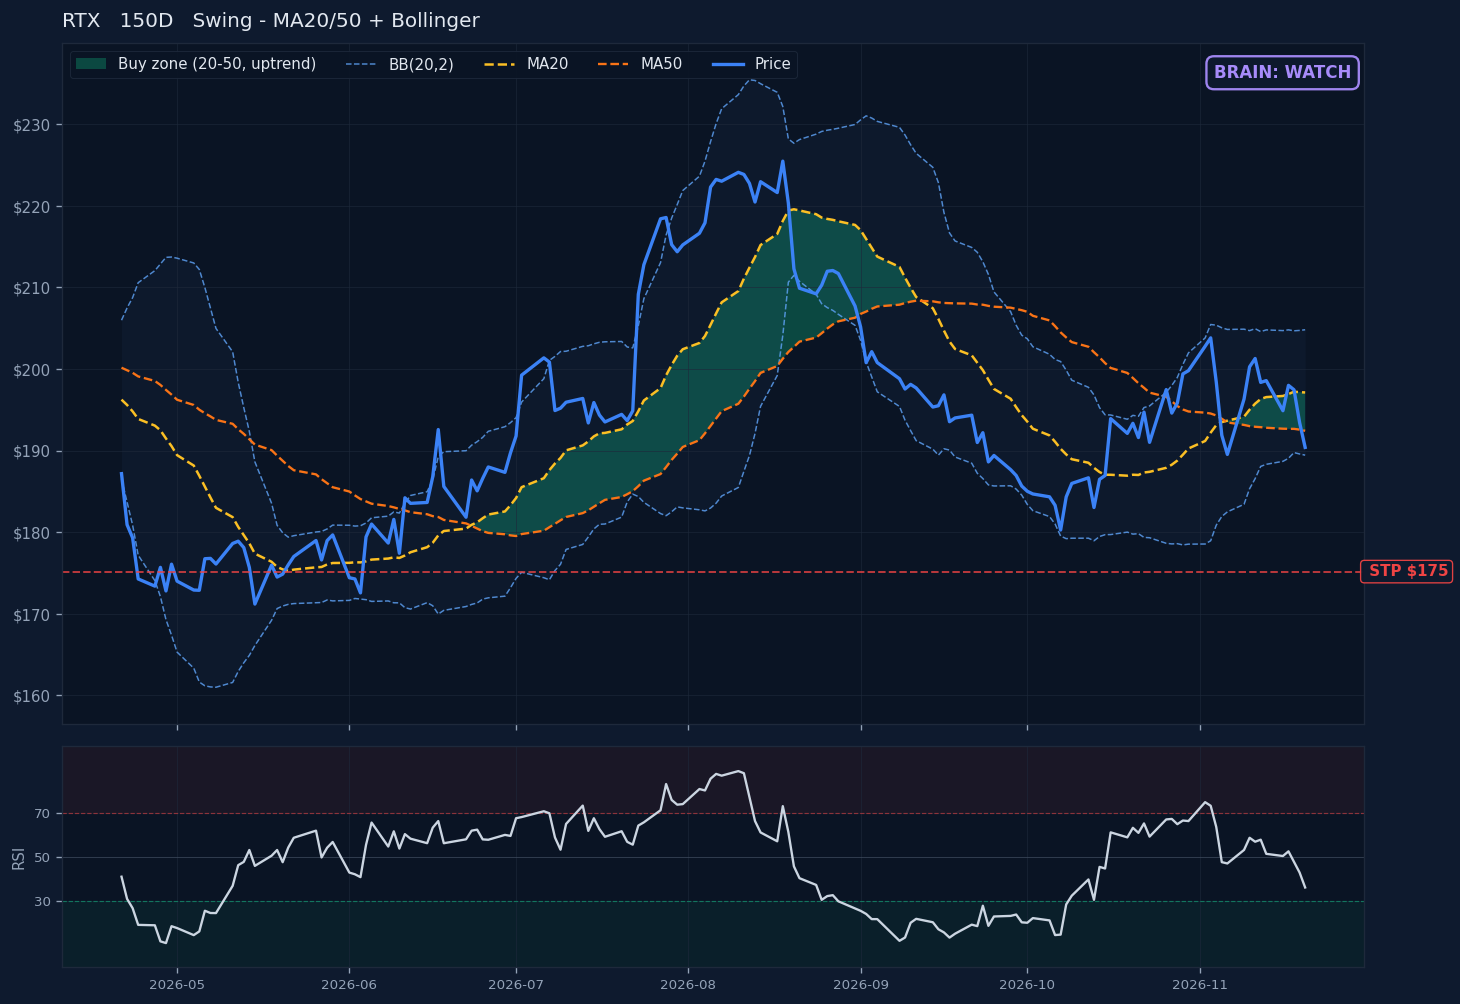 RTX 150D Swing - MA20/50 + Bollinger
Buy zone (20-50, uptrend) BB(20,2) MA20 MA50 Price
BRAIN: WATCH
$230
$220
$210
$200
$190
$180
STP $175
$170
$160
70
50
30
RSI
2026-05 2026-06 2026-07 2026-08 2026-09 2026-10 2026-11